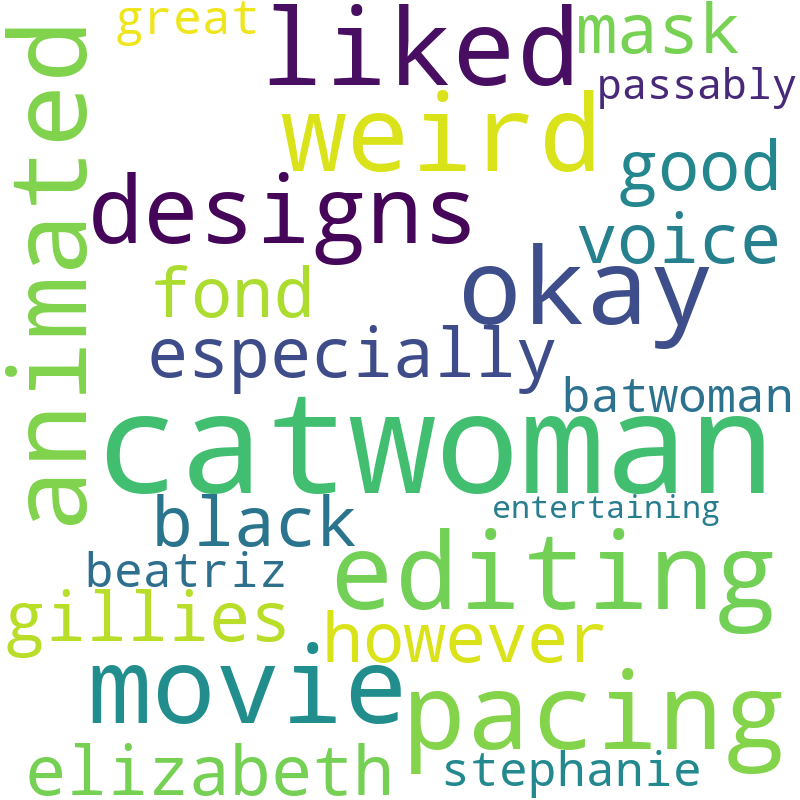 great
liked
mask
passably
weird
animated
good
designs
voice
okay
fond
especially
batwoman
catwoman
entertaining
black
beatriz
editing
gillies
however
movie
pacing
elizabeth
stephanie